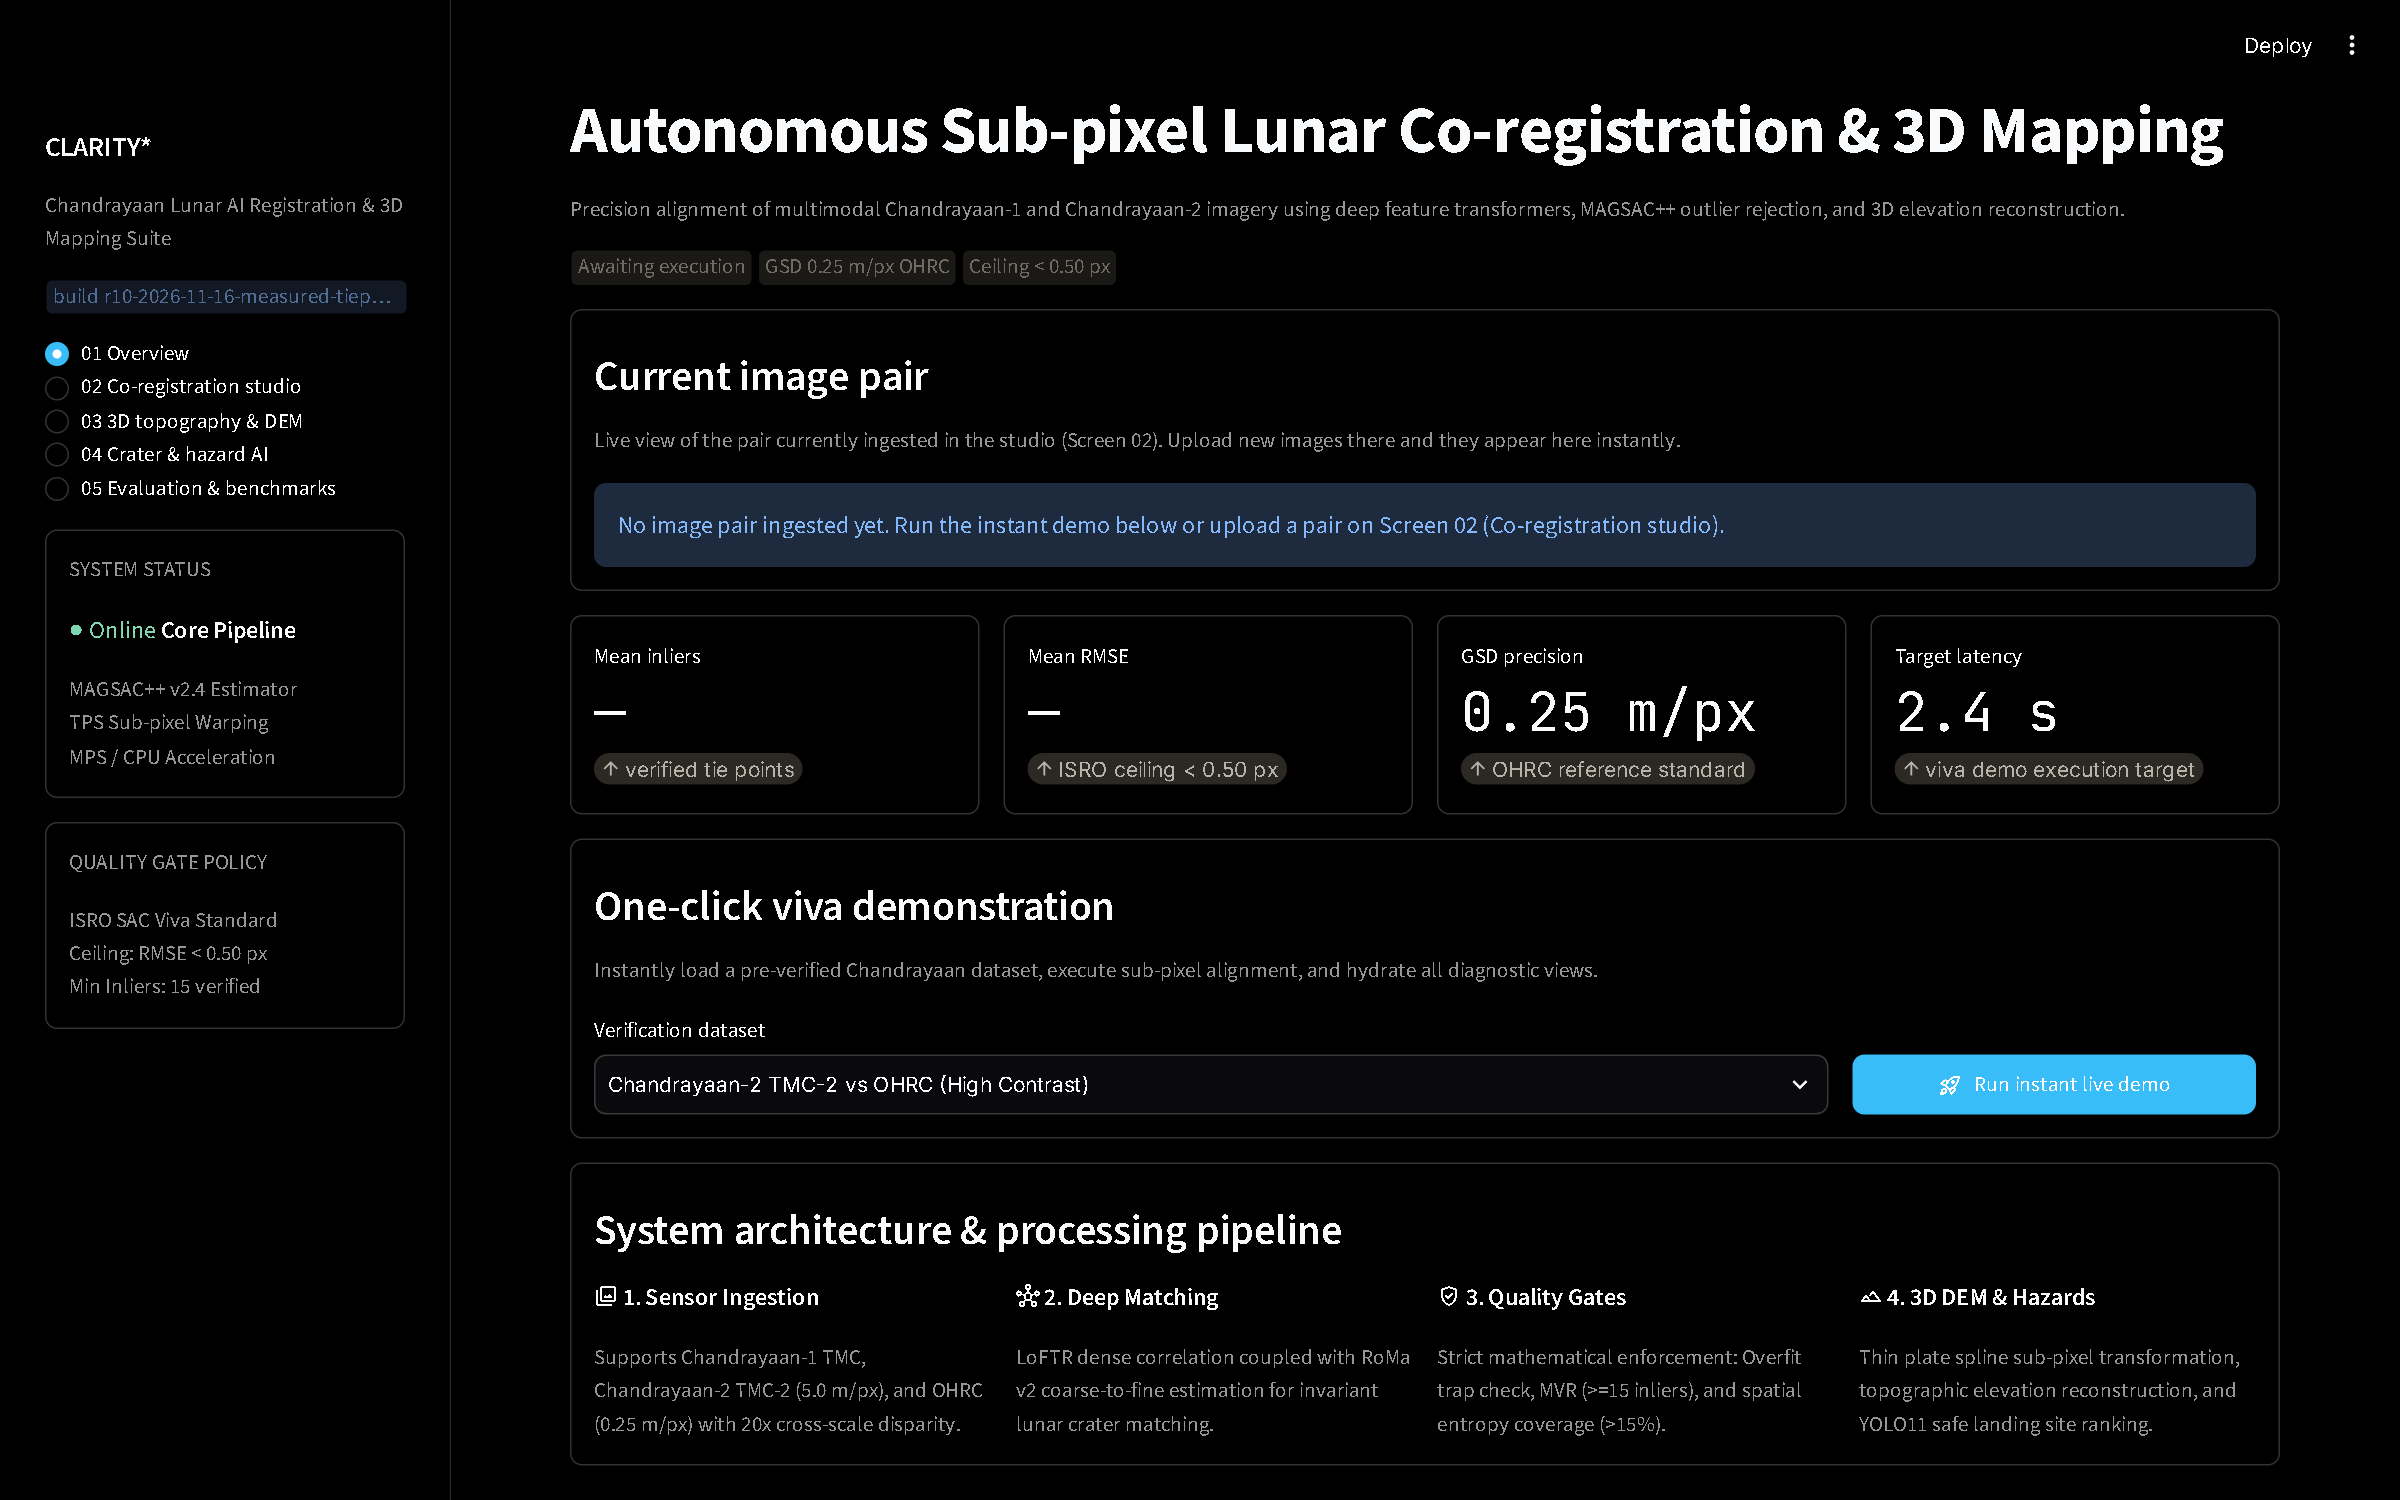 Deploy
CLARITY*
Chandrayaan Lunar AI Registration & 3D
Mapping Suite
build r10-2026-11-16-measured-tiep…
01 Overview
02 Co-registration studio
03 3D topography & DEM
04 Crater & hazard AI
05 Evaluation & benchmarks
SYSTEM STATUS
Online Core Pipeline
MAGSAC++ v2.4 Estimator
TPS Sub-pixel Warping
MPS / CPU Acceleration
QUALITY GATE POLICY
ISRO SAC Viva Standard
Ceiling: RMSE < 0.50 px
Min Inliers: 15 verified
Autonomous Sub-pixel Lunar Co-registration & 3D Mapping
Precision alignment of multimodal Chandrayaan-1 and Chandrayaan-2 imagery using deep feature transformers, MAGSAC++ outlier rejection, and 3D elevation reconstruction.
Awaiting execution GSD 0.25 m/px OHRC Ceiling < 0.50 px
Current image pair
Live view of the pair currently ingested in the studio (Screen 02). Upload new images there and they appear here instantly.
No image pair ingested yet. Run the instant demo below or upload a pair on Screen 02 (Co-registration studio).
Mean inliers
—
↑ verified tie points
Mean RMSE
—
↑ ISRO ceiling < 0.50 px
GSD precision
0.25 m/px
↑ OHRC reference standard
Target latency
2.4 s
↑ viva demo execution target
One-click viva demonstration
Instantly load a pre-verified Chandrayaan dataset, execute sub-pixel alignment, and hydrate all diagnostic views.
Verification dataset
Chandrayaan-2 TMC-2 vs OHRC (High Contrast)
Run instant live demo
System architecture & processing pipeline
1. Sensor Ingestion
Supports Chandrayaan-1 TMC,
Chandrayaan-2 TMC-2 (5.0 m/px), and OHRC
(0.25 m/px) with 20x cross-scale disparity.
2. Deep Matching
LoFTR dense correlation coupled with RoMa
v2 coarse-to-fine estimation for invariant
lunar crater matching.
3. Quality Gates
Strict mathematical enforcement: Overfit
trap check, MVR (>=15 inliers), and spatial
entropy coverage (>15%).
4. 3D DEM & Hazards
Thin plate spline sub-pixel transformation,
topographic elevation reconstruction, and
YOLO11 safe landing site ranking.